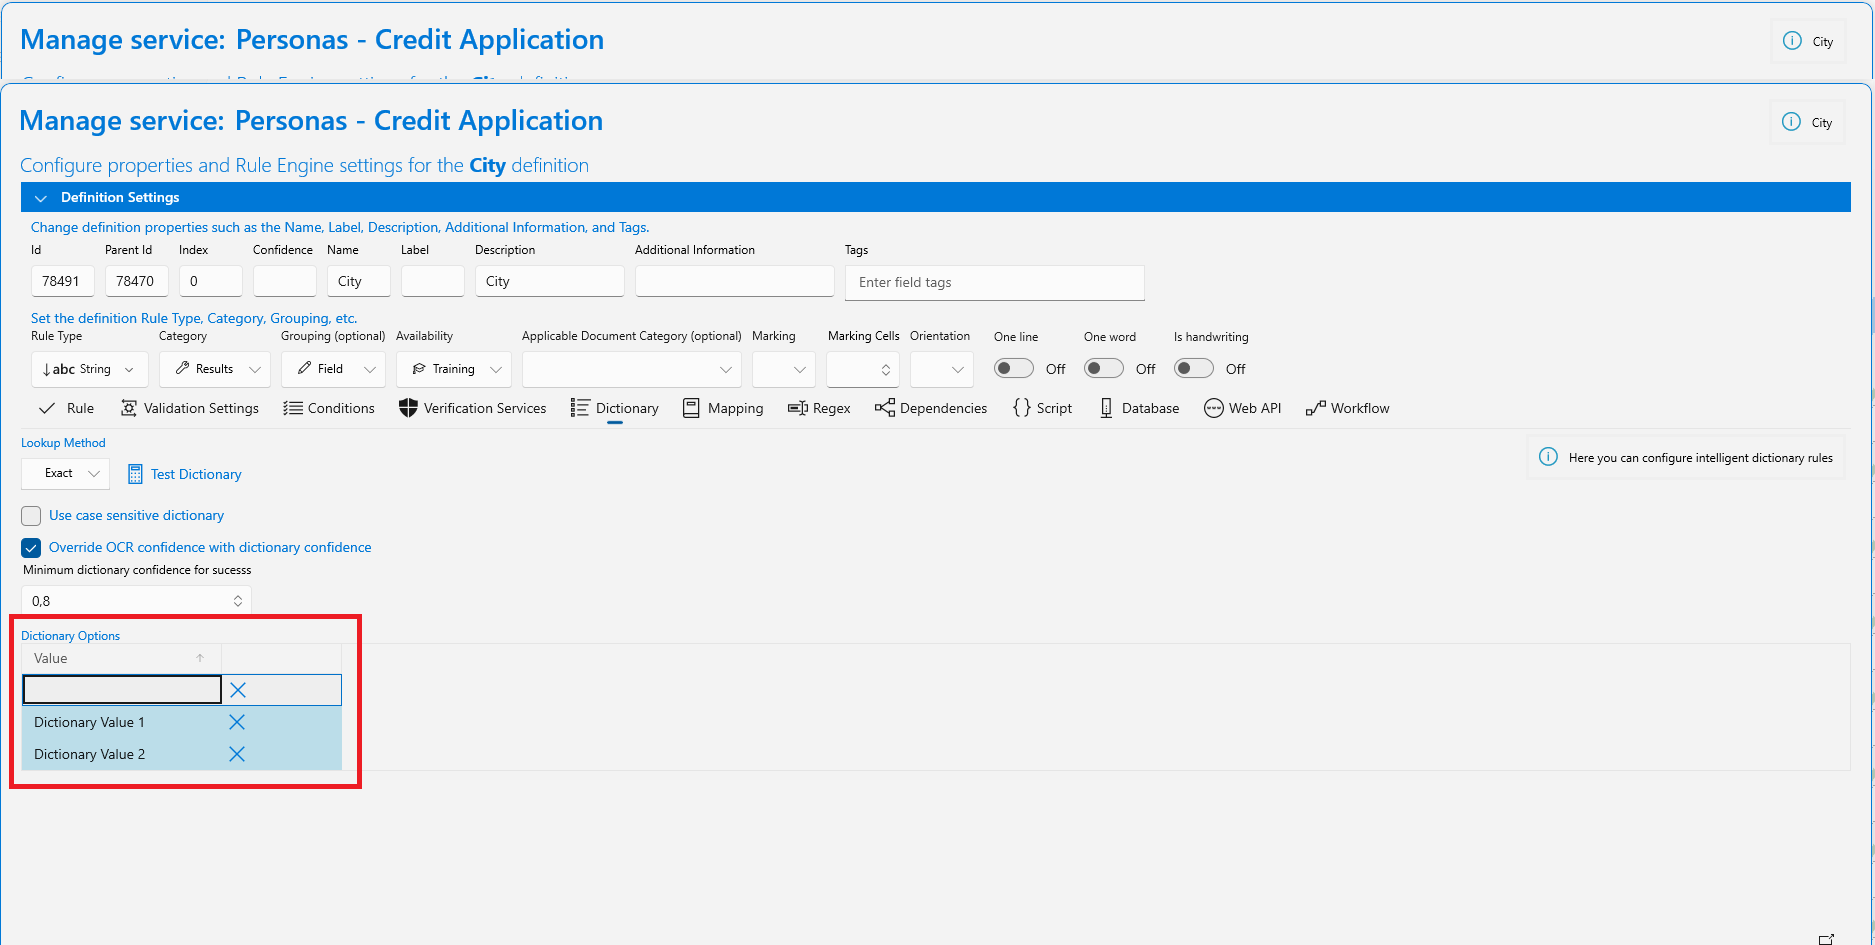 Manage service: Personas - Credit Application
City
Manage service: Personas - Credit Application
City
Configure properties and Rule Engine settings for the City definition
Definition Settings
Change definition properties such as the Name, Label, Description, Additional Information, and Tags.
Id Parent Id Index Confidence Name Label Description Additional Information Tags
78491 78470 0 City City Enter field tags
Set the definition Rule Type, Category, Grouping, etc.
Rule Type Category Grouping (optional) Availability Applicable Document Category (optional) Marking Marking Cells Orientation One line One word Is handwriting
abc String Results Field Training Off Off Off
Rule Validation Settings Conditions Verification Services Dictionary Mapping Regex Dependencies {} Script Database Web API Workflow
Lookup Method
Exact Test Dictionary
Here you can configure intelligent dictionary rules
Use case sensitive dictionary
Override OCR confidence with dictionary confidence
Minimum dictionary confidence for sucesss
0,8
Dictionary Options
Value
Dictionary Value 1
Dictionary Value 2